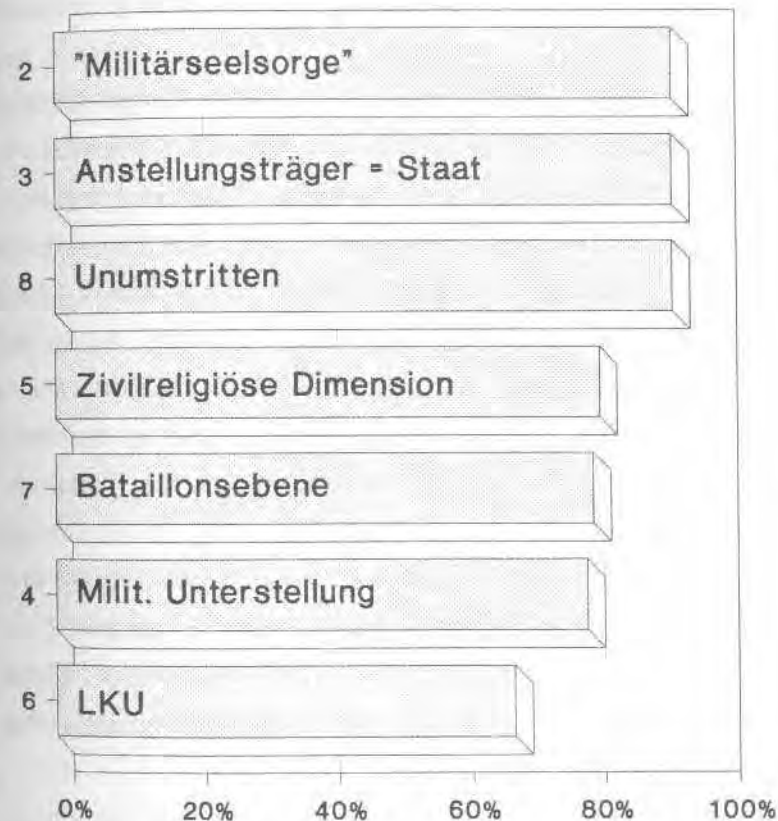 2 "Militärseelsorge"
3 Anstellungsträger = Staat
8 Unumstritten
5 Zivilreligiöse Dimension
7 Bataillonsebene
4 Milit. Unterstellung
6 LKU
0% 20% 40% 60% 80% 100%